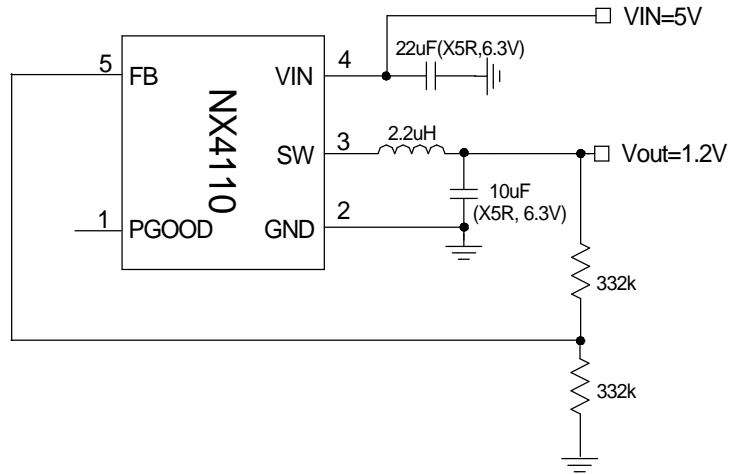 VIN=5V
22uF(X5R,6.3V)
5
FB
VIN
4
NX4110
SW
3
2.2uH
Vout=1.2V
10uF
(X5R, 6.3V)
1
PGOOD
GND
2
332k
332k